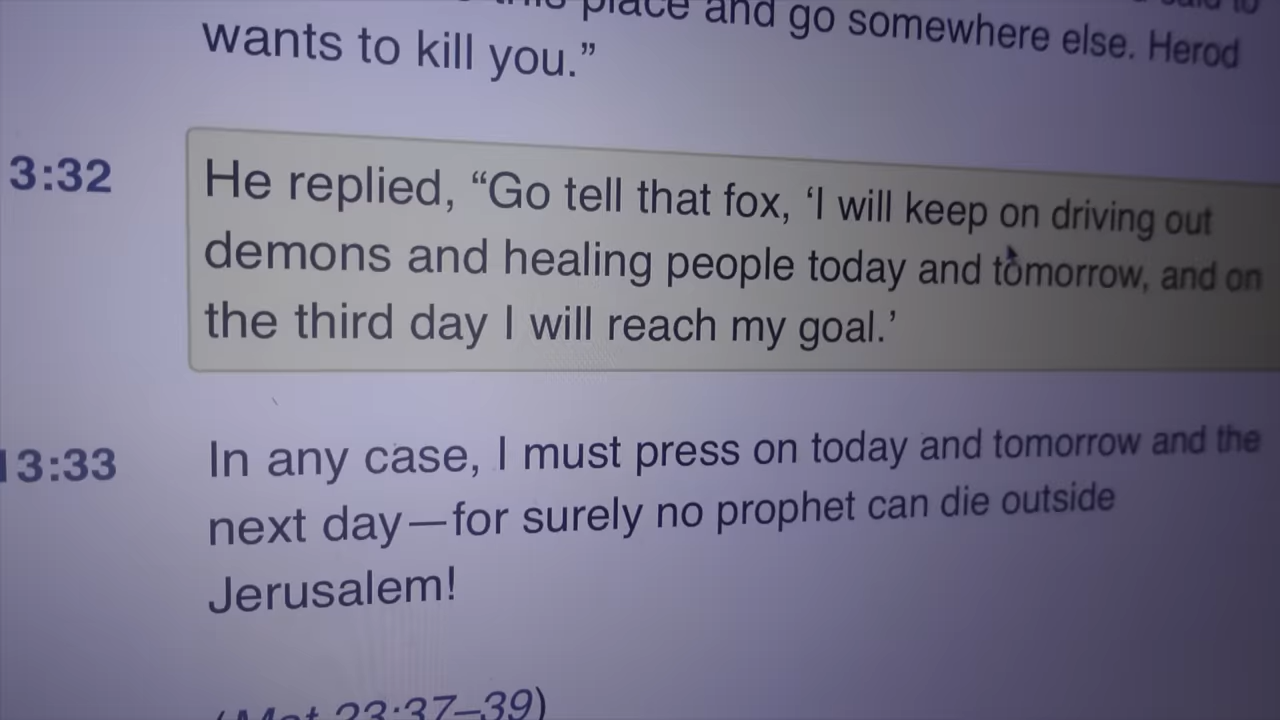 place and go somewhere else. Herod
wants to kill you.”
3:32 He replied, “Go tell that fox, ‘I will keep on driving out
demons and healing people today and tomorrow, and on
the third day I will reach my goal.’
13:33 In any case, I must press on today and tomorrow and the
next day—for surely no prophet can die outside
Jerusalem!
(Mat 23:37–39)